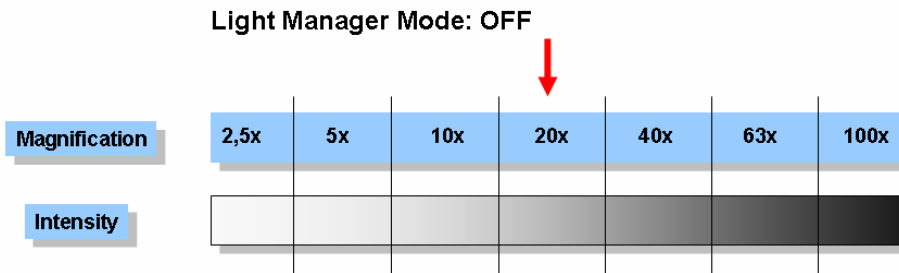 Light Manager Mode: OFF
Magnification 2,5x 5x 10x 20x 40x 63x 100x
Intensity